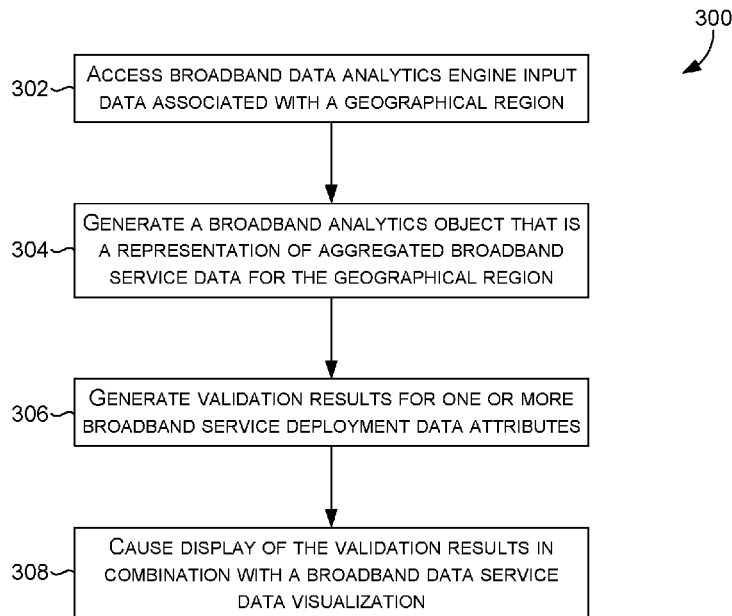 300
302
ACCESS BROADBAND DATA ANALYTICS ENGINE INPUT
DATA ASSOCIATED WITH A GEOGRAPHICAL REGION
304
GENERATE A BROADBAND ANALYTICS OBJECT THAT IS
A REPRESENTATION OF AGGREGATED BROADBAND
SERVICE DATA FOR THE GEOGRAPHICAL REGION
306
GENERATE VALIDATION RESULTS FOR ONE OR MORE
BROADBAND SERVICE DEPLOYMENT DATA ATTRIBUTES
308
CAUSE DISPLAY OF THE VALIDATION RESULTS IN
COMBINATION WITH A BROADBAND DATA SERVICE
DATA VISUALIZATION